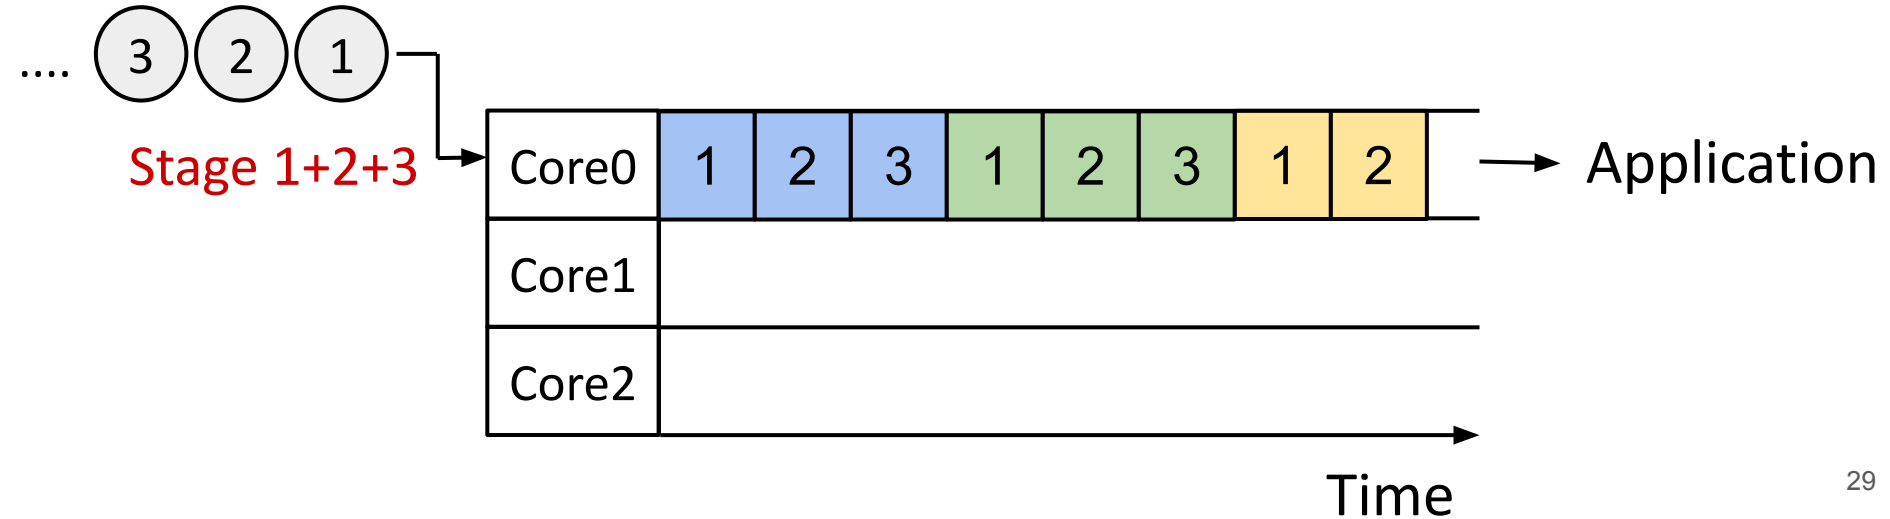 .... 3 2 1
Stage 1+2+3
Core0 1 2 3 1 2 3 1 2
Application
Core1
Core2
Time
29